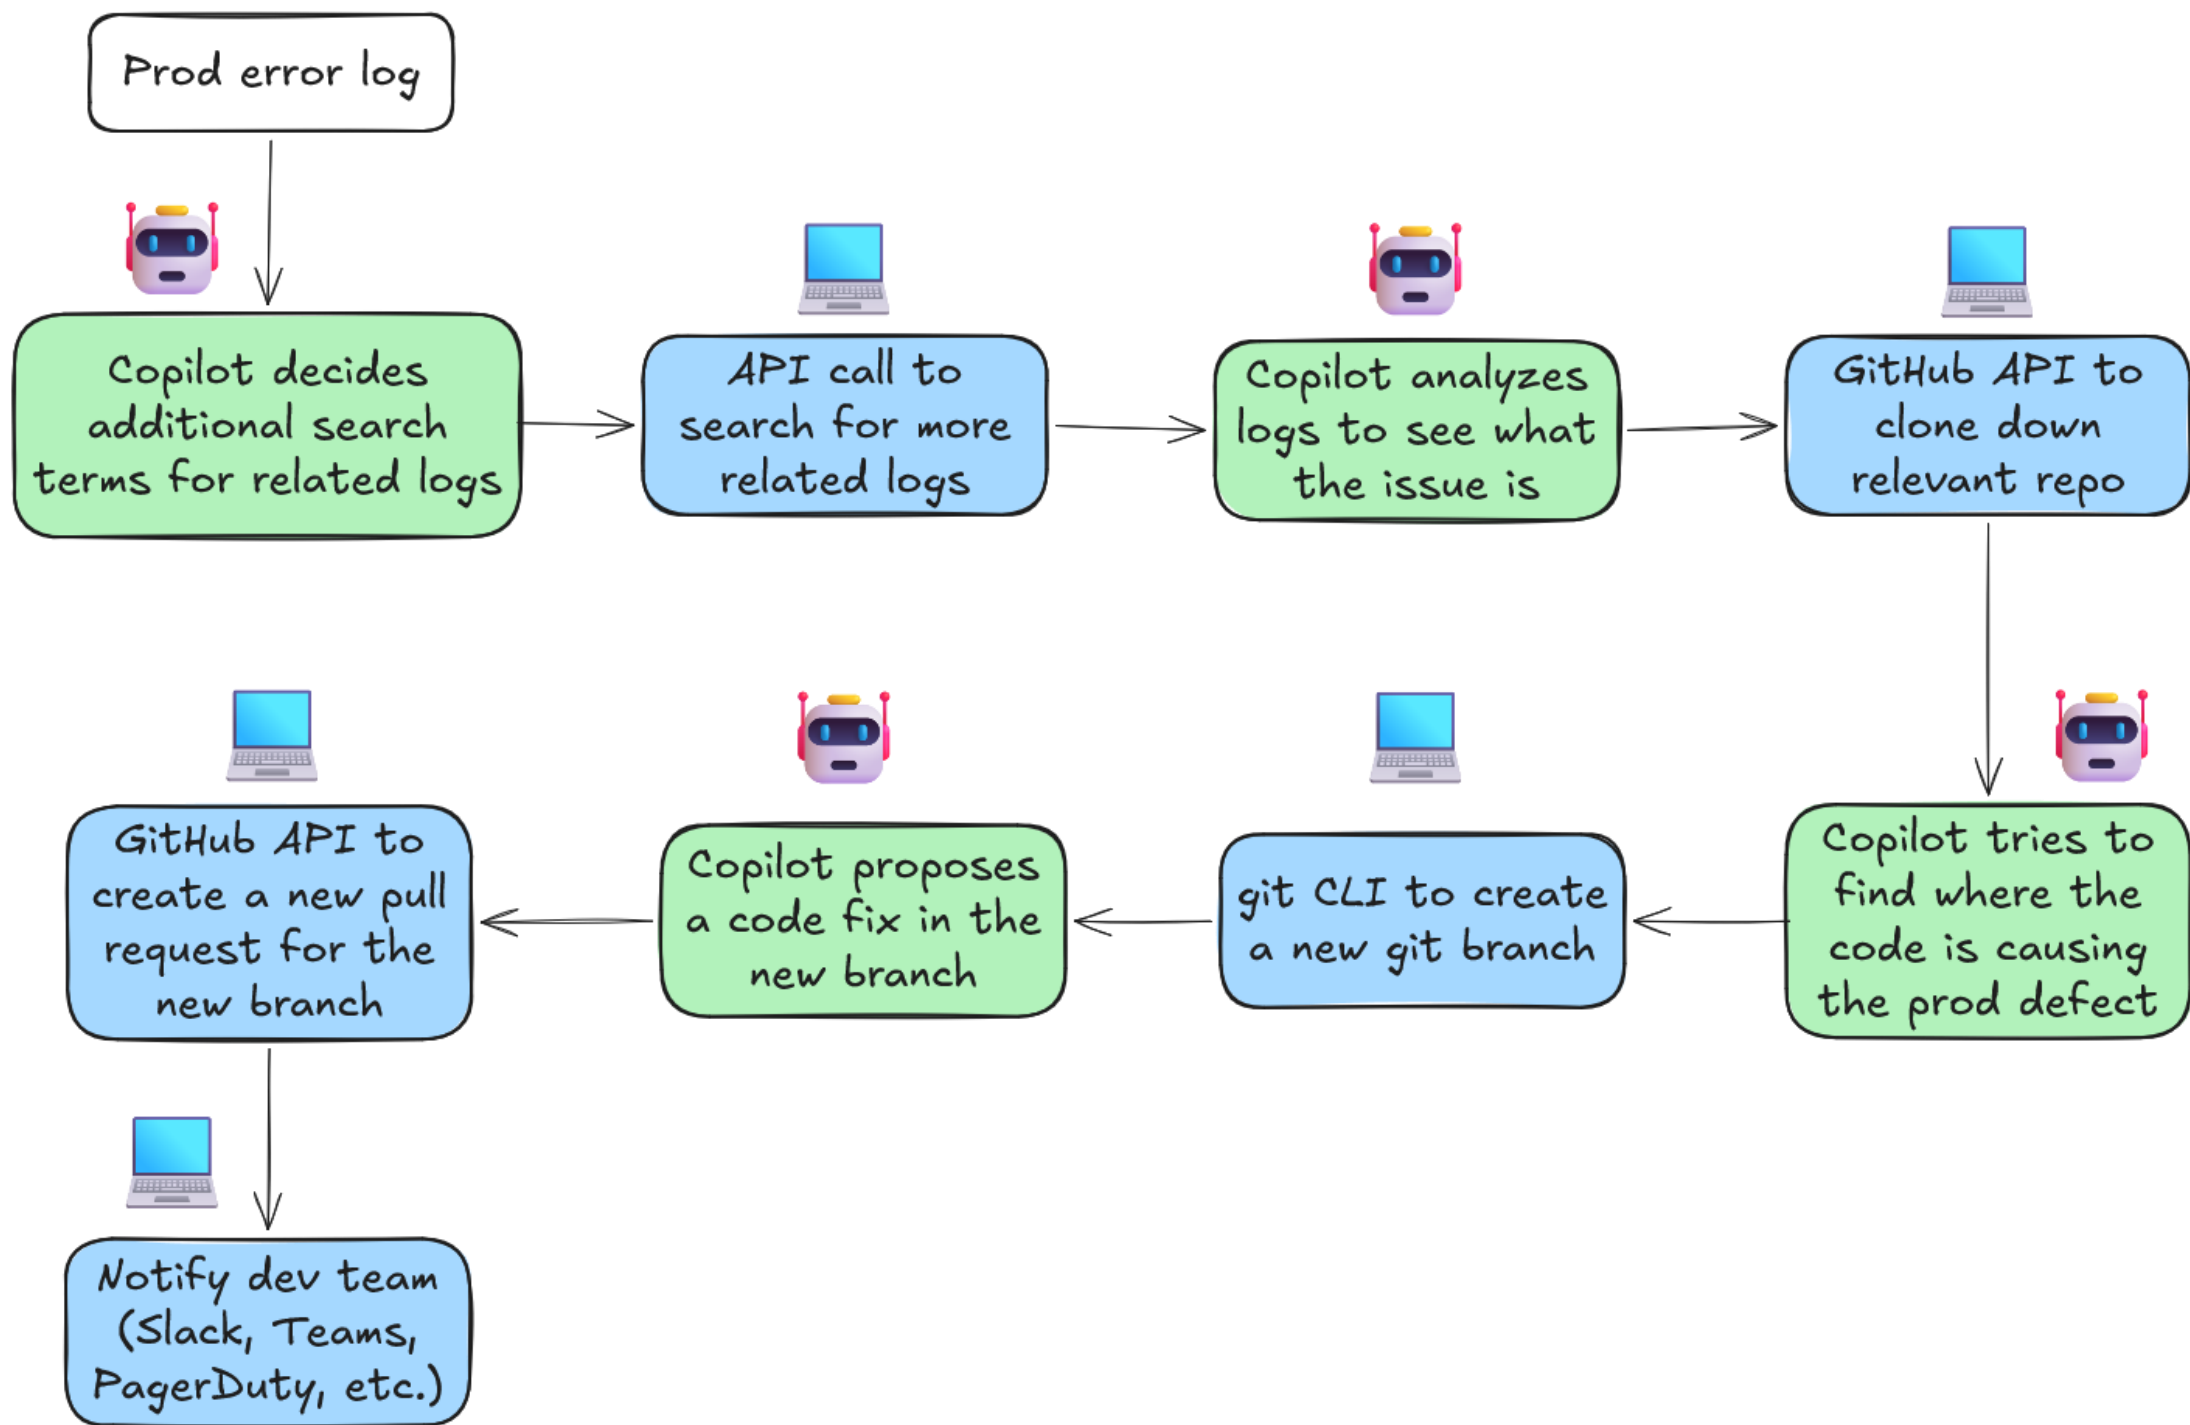 Prod error log
Copilot decides
additional search
terms for related logs
API call to
search for more
related logs
Copilot analyzes
logs to see what
the issue is
GitHub API to
clone down
relevant repo
Copilot tries to
find where the
code is causing
the prod defect
git CLI to create
a new git branch
Copilot proposes
a code fix in the
new branch
GitHub API to
create a new pull
request for the
new branch
Notify dev team
(Slack, Teams,
PagerDuty, etc.)